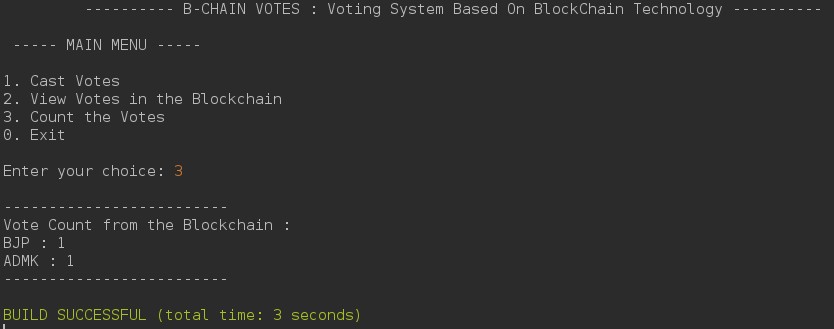 ---------- B-CHAIN VOTES : Voting System Based On BlockChain Technology ----------
----- MAIN MENU -----
1. Cast Votes
2. View Votes in the Blockchain
3. Count the Votes
0. Exit
Enter your choice: 3
-------------------------
Vote Count from the Blockchain :
BJP : 1
ADMK : 1
-------------------------
BUILD SUCCESSFUL (total time: 3 seconds)